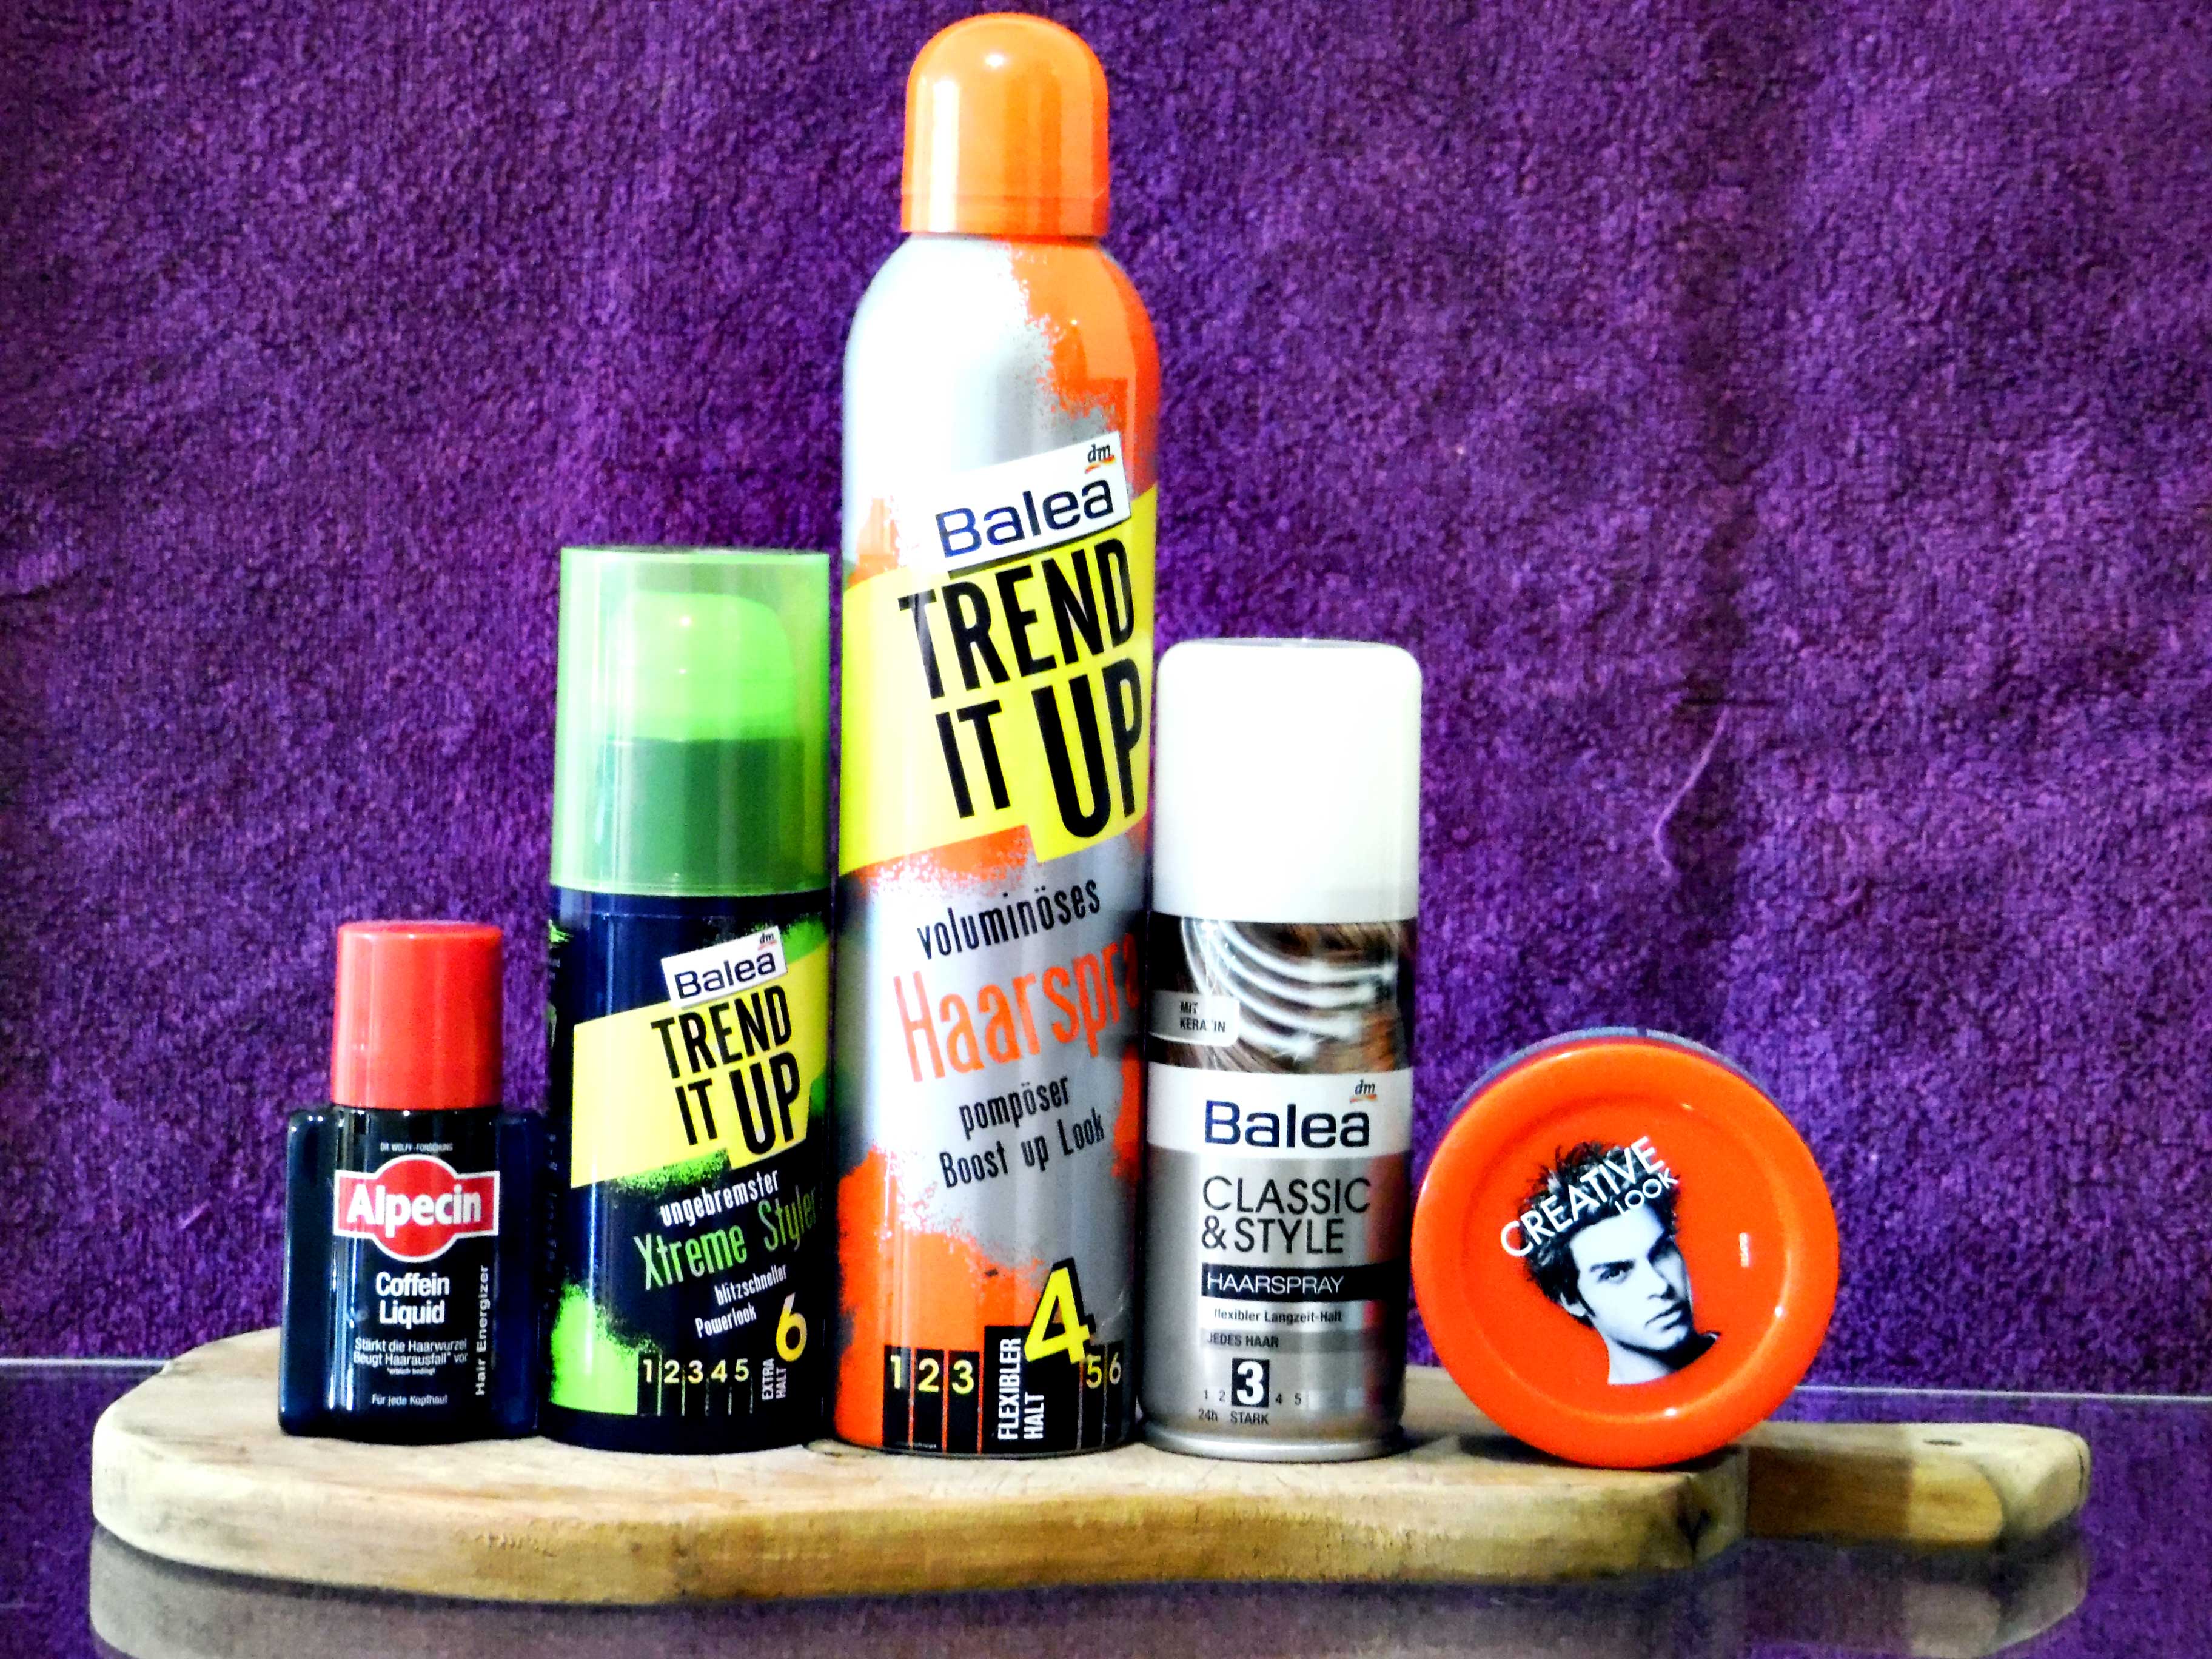 DR. WOLFF-FORSCHUNG
Alpecin
Coffein
Liquid
Stärkt die Haarwurzel
Beugt Haarausfall* vor
*erblich bedingt
Für jede Kopfhaut
Hair Energizer
dm
Balea
TREND
IT UP
ungebremster
Xtreme Styler
blitzschneller
Powerlook
1 2 3 4 5 6
EXTRA
HALT
dm
Balea
TREND
IT UP
voluminöses
Haarspra
pompöser
Boost up Look
1 2 3 4 5 6
FLEXIBLER
HALT
MIT
KERATIN
dm
Balea
CLASSIC
& STYLE
HAARSPRAY
flexibler Langzeit-Halt
JEDES HAAR
1 2 3 4 5
24h STARK
CREATIVE
LOOK